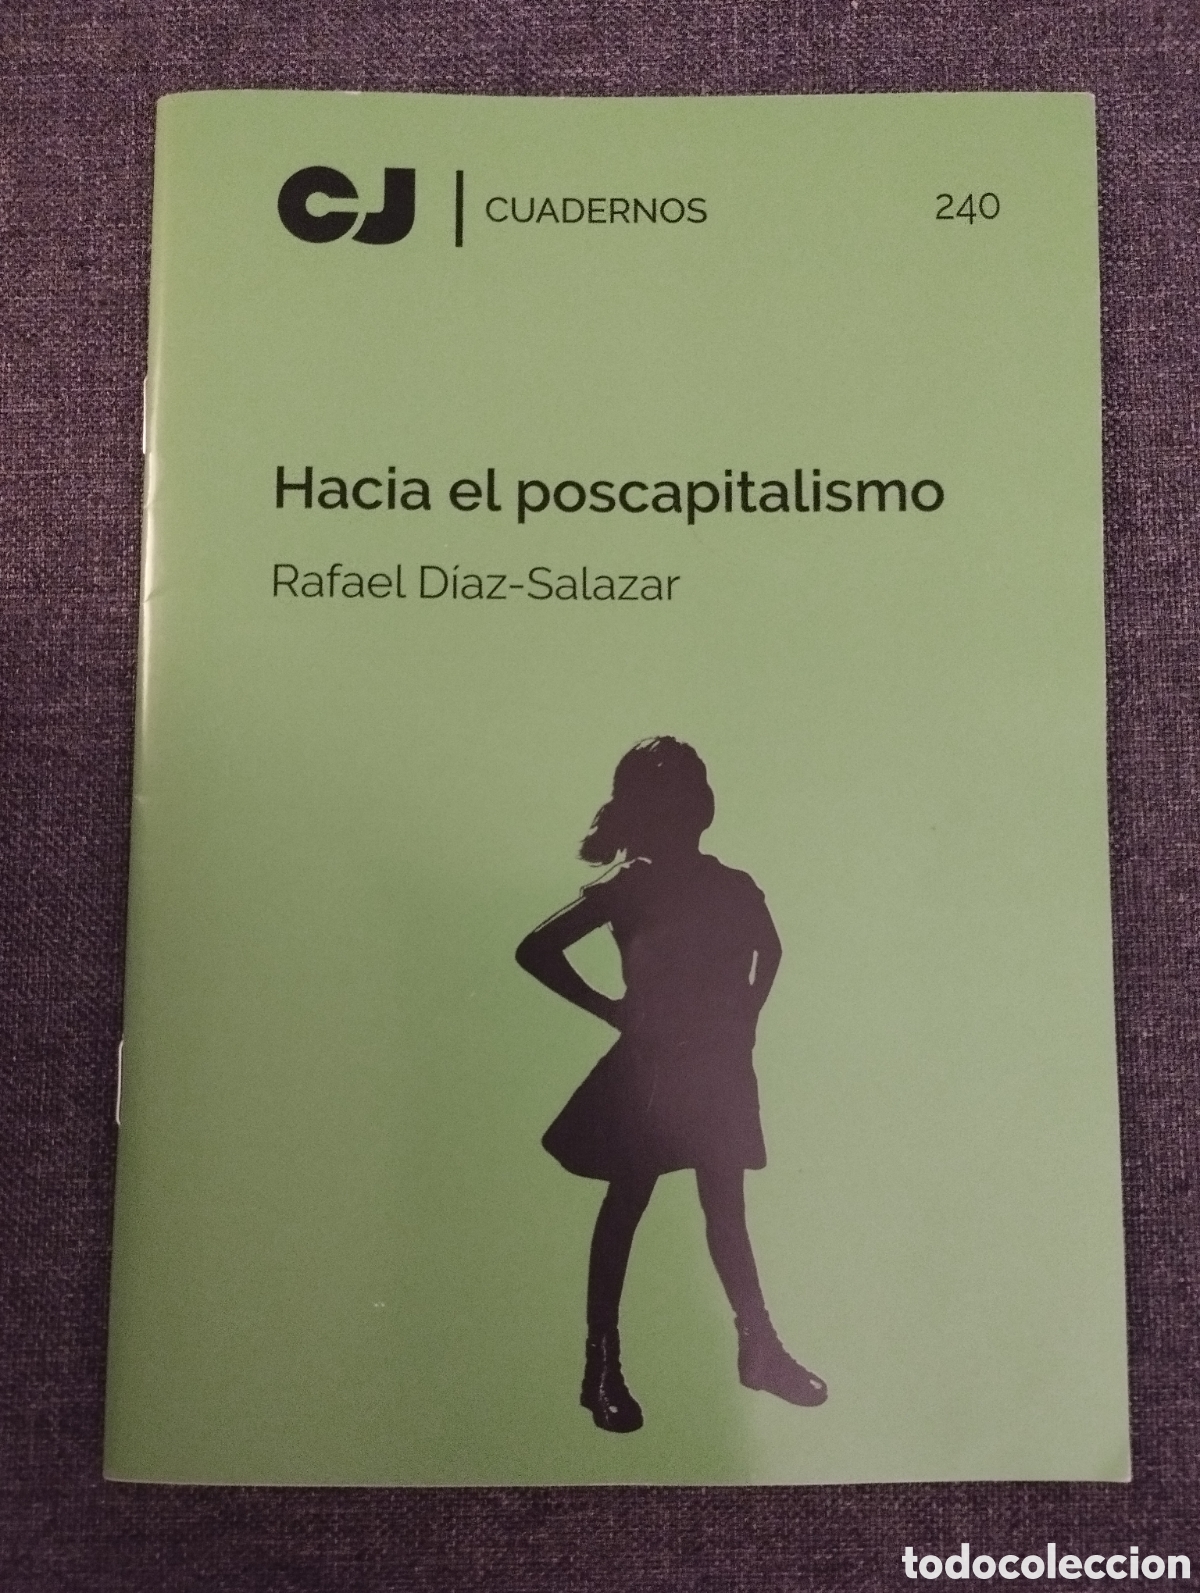 CJ | CUADERNOS 240
Hacia el poscapitalismo
Rafael Díaz-Salazar
todocoleccion